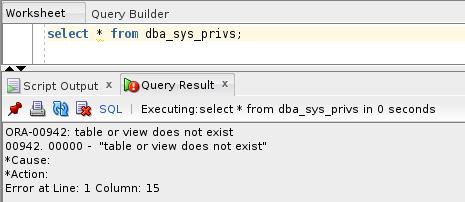 Worksheet Query Builder
select * from dba_sys_privs;
Script Output x Query Result x
SQL | Executing:select * from dba_sys_privs in 0 seconds
ORA-00942: table or view does not exist
00942. 00000 - "table or view does not exist"
*Cause:
*Action:
Error at Line: 1 Column: 15